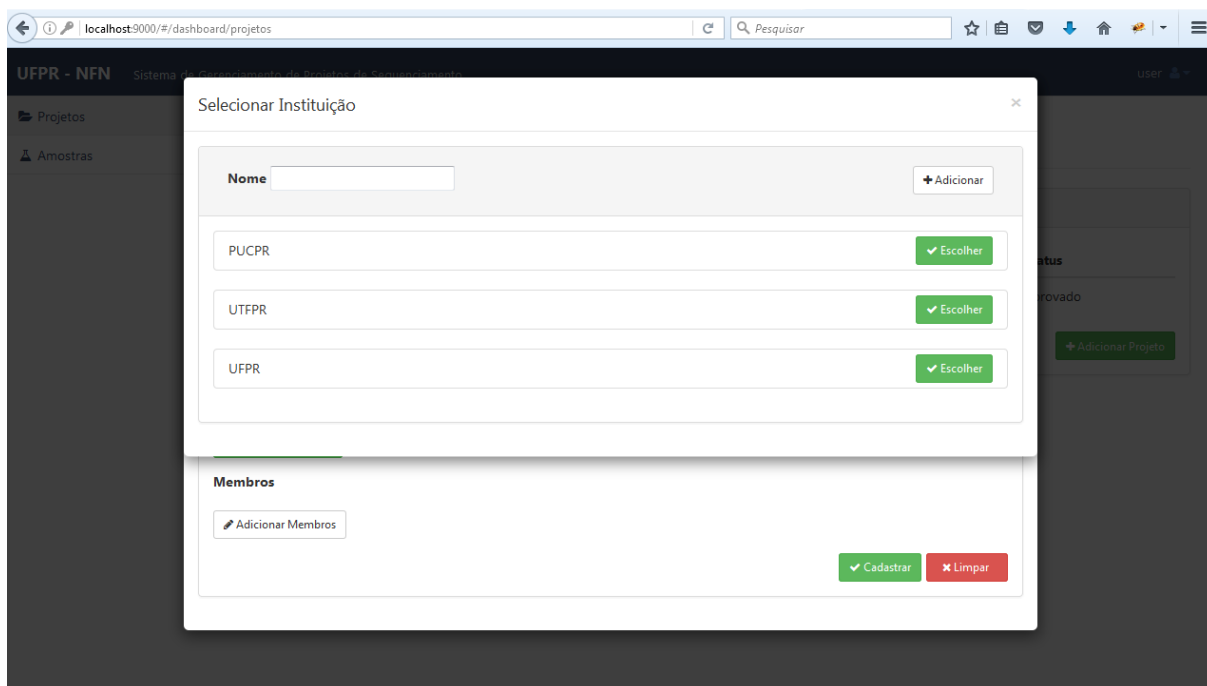 localhost:9000/#/dashboard/projetos
Pesquisar
UFPR - NFN Sistema de Gerenciamento de Projetos de Sequenciamento user
Selecionar Instituição ×
Projetos
Amostras
Nome Adicionar
PUCPR Escolher
atus
UTFPR Escolher
rovado
Adicionar Projeto
UFPR Escolher
Membros
Adicionar Membros
Cadastrar Limpar